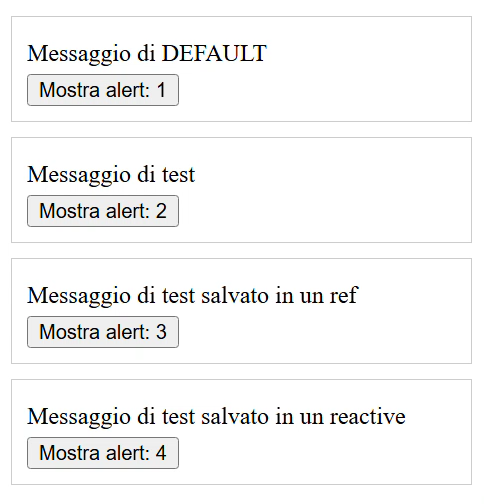 Messaggio di DEFAULT
Mostra alert: 1
Messaggio di test
Mostra alert: 2
Messaggio di test salvato in un ref
Mostra alert: 3
Messaggio di test salvato in un reactive
Mostra alert: 4